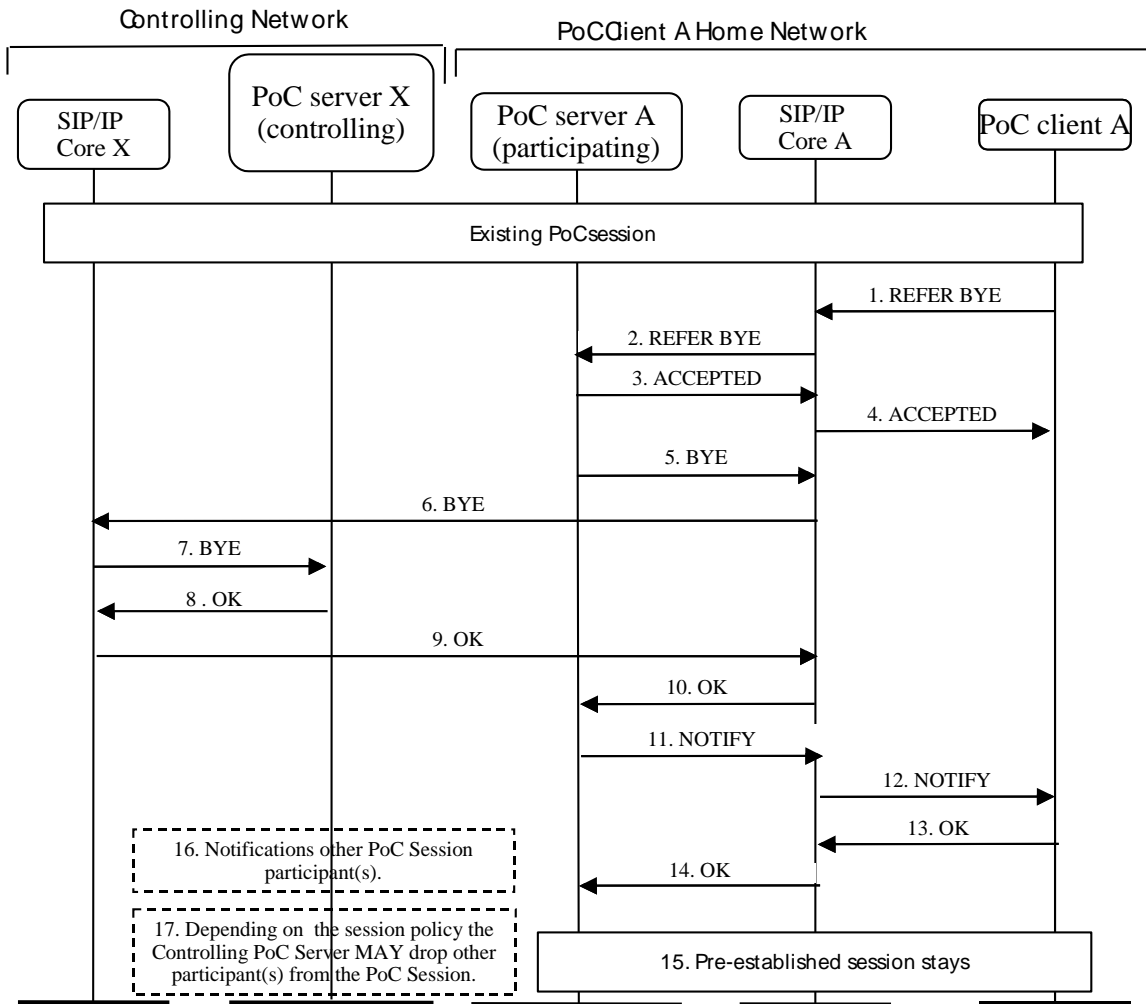 Controlling Network
PoCClient A Home Network
SIP/IP
Core X
PoC server X
(controlling)
PoC server A
(participating)
SIP/IP
Core A
PoC client A
Existing PoCsession
1. REFER BYE
2. REFER BYE
3. ACCEPTED
4. ACCEPTED
5. BYE
6. BYE
7. BYE
8 . OK
9. OK
10. OK
11. NOTIFY
12. NOTIFY
13. OK
14. OK
16. Notifications other PoC Session
participant(s).
17. Depending on the session policy the
Controlling PoC Server MAY drop other
participant(s) from the PoC Session.
15. Pre-established session stays